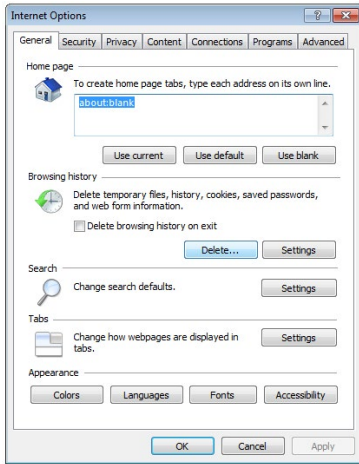 Internet Options
General Security Privacy Content Connections Programs Advanced
Home page
To create home page tabs, type each address on its own line.
about:blank
Use current Use default Use blank
Browsing history
Delete temporary files, history, cookies, saved passwords,
and web form information.
Delete browsing history on exit
Delete... Settings
Search
Change search defaults. Settings
Tabs
Change how webpages are displayed in
tabs.
Settings
Appearance
Colors Languages Fonts Accessibility
OK Cancel Apply